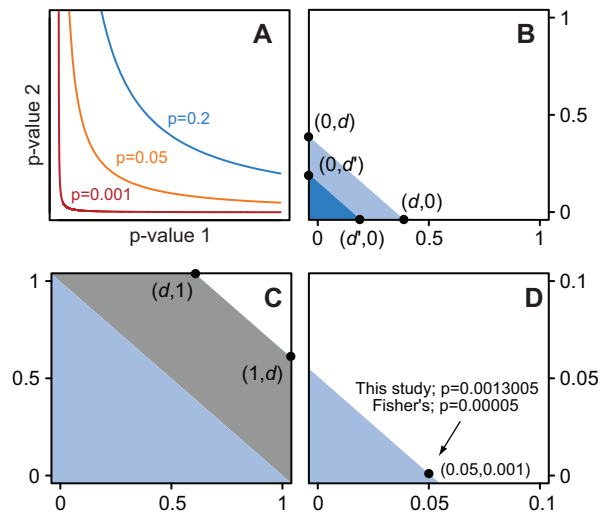 A
p-value 2
p=0.2
p=0.05
p=0.001
p-value 1
B
1
0.5
0
(0,d)
(0,d')
(d,0)
(d',0)
0
0.5
1
C
1
0.5
0
(d,1)
(1,d)
0
0.5
1
D
0.1
0.05
0
This study; p=0.0013005
Fisher's; p=0.00005
(0.05,0.001)
0
0.05
0.1